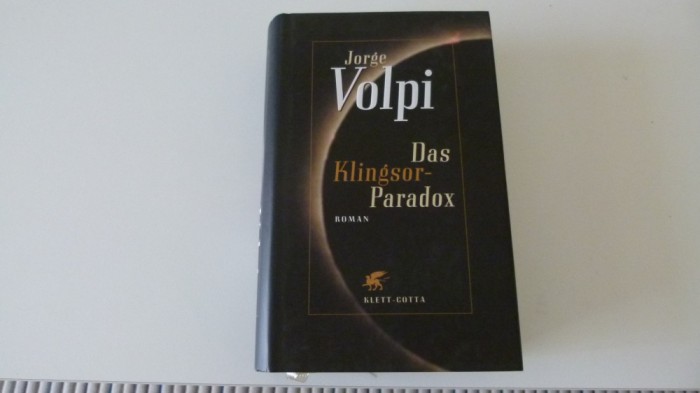 Jorge
Volpi
Das
Klingsor-
Paradox
ROMAN
KLETT-COTTA